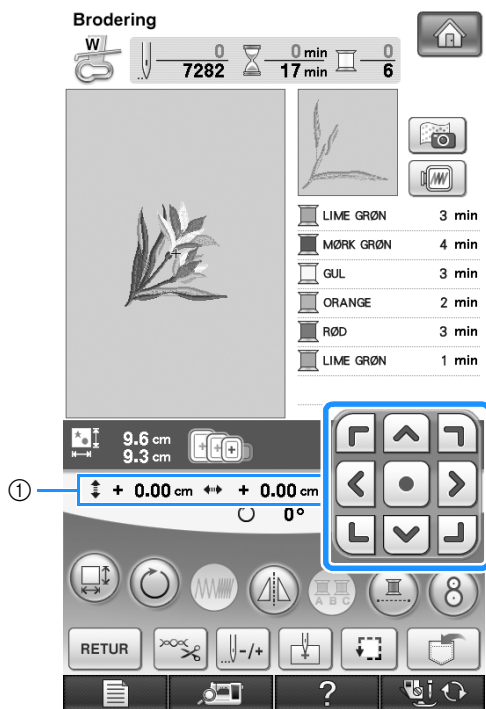 Brodering
W
0 0 min 0
7282 17 min 6
LIME GRØN 3 min
MØRK GRØN 4 min
GUL 3 min
ORANGE 2 min
RØD 3 min
LIME GRØN 1 min
9.6 cm
9.3 cm
① + 0.00 cm + 0.00 cm
0°
A B C
RETUR -/+
?